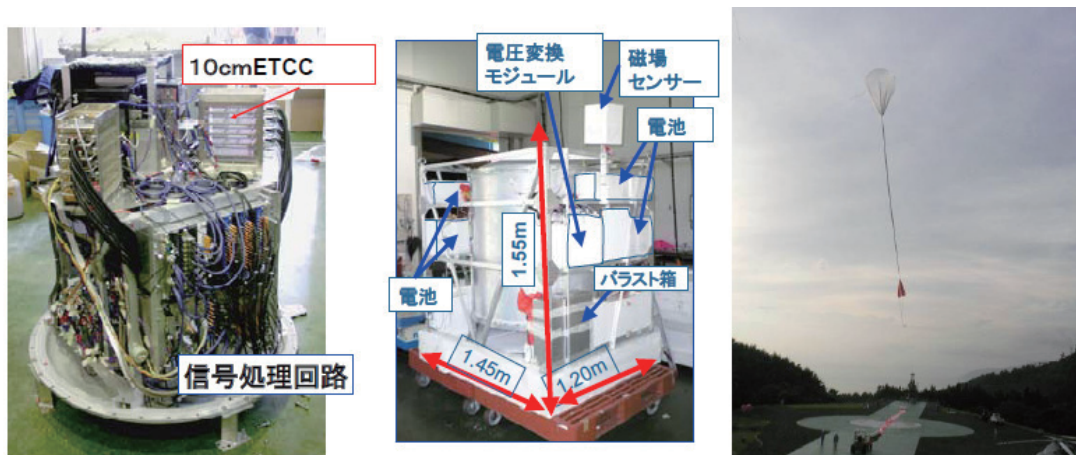 10cmETCC
信号処理回路
電圧変換
モジュール
磁場
センサー
電池
1.55m
バラスト箱
電池
1.45m
1.20m